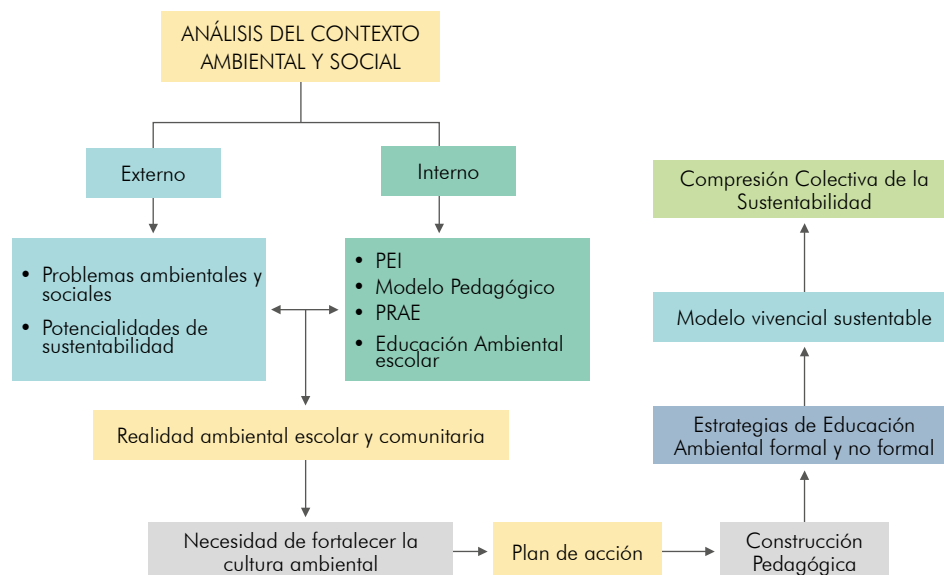 ANÁLISIS DEL CONTEXTO
AMBIENTAL Y SOCIAL
Externo
Interno
• Problemas ambientales y
sociales
• Potencialidades de
sustentabilidad
• PEI
• Modelo Pedagógico
• PRAE
• Educación Ambiental
escolar
Realidad ambiental escolar y comunitaria
Necesidad de fortalecer la
cultura ambiental
Plan de acción
Construcción
Pedagógica
Estrategias de Educación
Ambiental formal y no formal
Modelo vivencial sustentable
Compresión Colectiva de la
Sustentabilidad